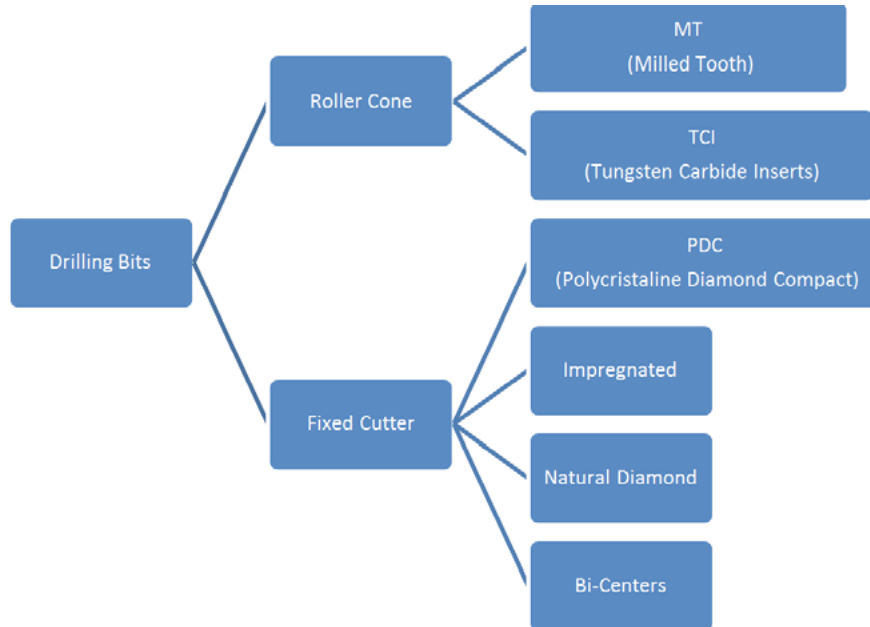 MT
(Milled Tooth)
Roller Cone
TCI
(Tungsten Carbide Inserts)
Drilling Bits
PDC
(Polycristaline Diamond Compact)
Impregnated
Fixed Cutter
Natural Diamond
Bi-Centers